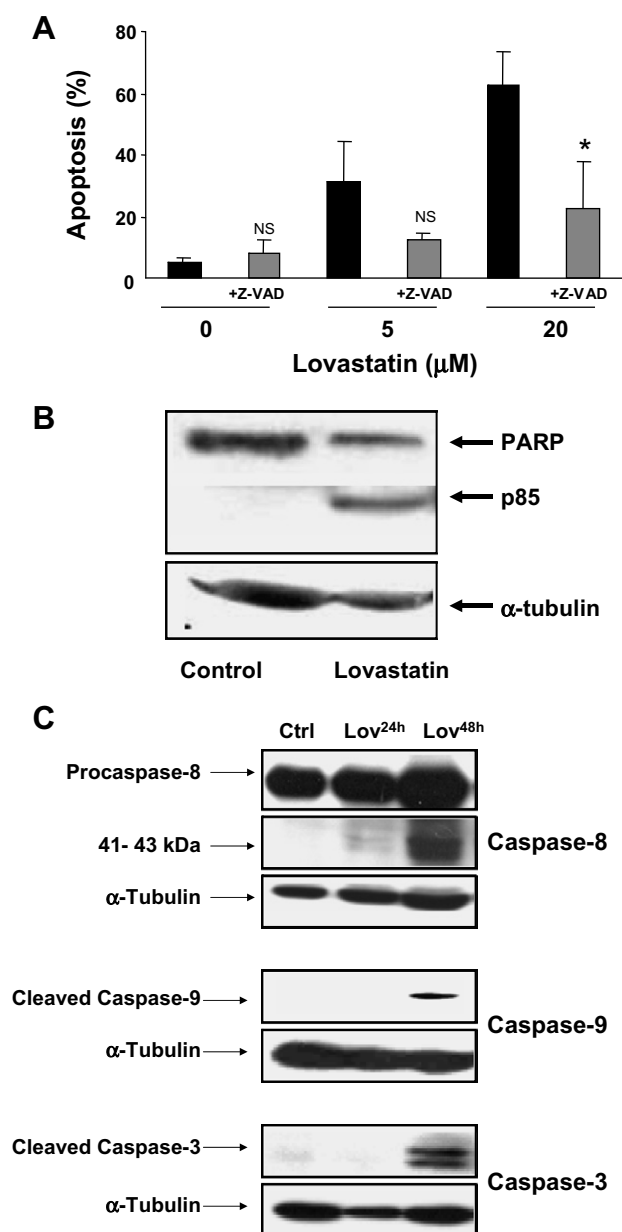 A
Apoptosis (%)
80
60
40
20
0
NS
NS
*
+Z-VAD
+Z-VAD
+Z-VAD
0
5
20
Lovastatin (μM)
B
PARP
p85
α-tubulin
Control
Lovastatin
C
Ctrl
Lov24h
Lov48h
Procaspase-8
41- 43 kDa
Caspase-8
α-Tubulin
Cleaved Caspase-9
Caspase-9
α-Tubulin
Cleaved Caspase-3
Caspase-3
α-Tubulin